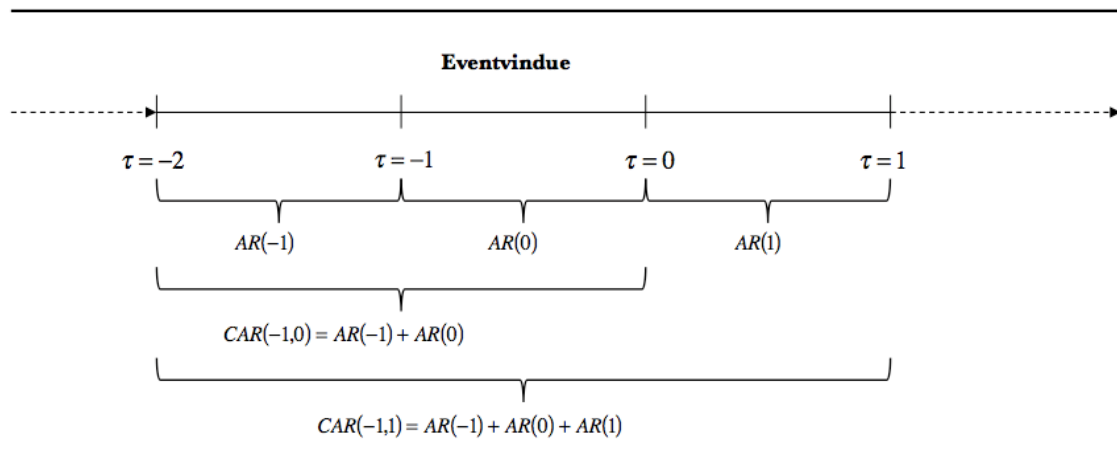 Eventvindue
τ = −2 τ = −1 τ = 0 τ = 1
AR(−1) AR(0) AR(1)
CAR(−1,0) = AR(−1) + AR(0)
CAR(−1,1) = AR(−1) + AR(0) + AR(1)